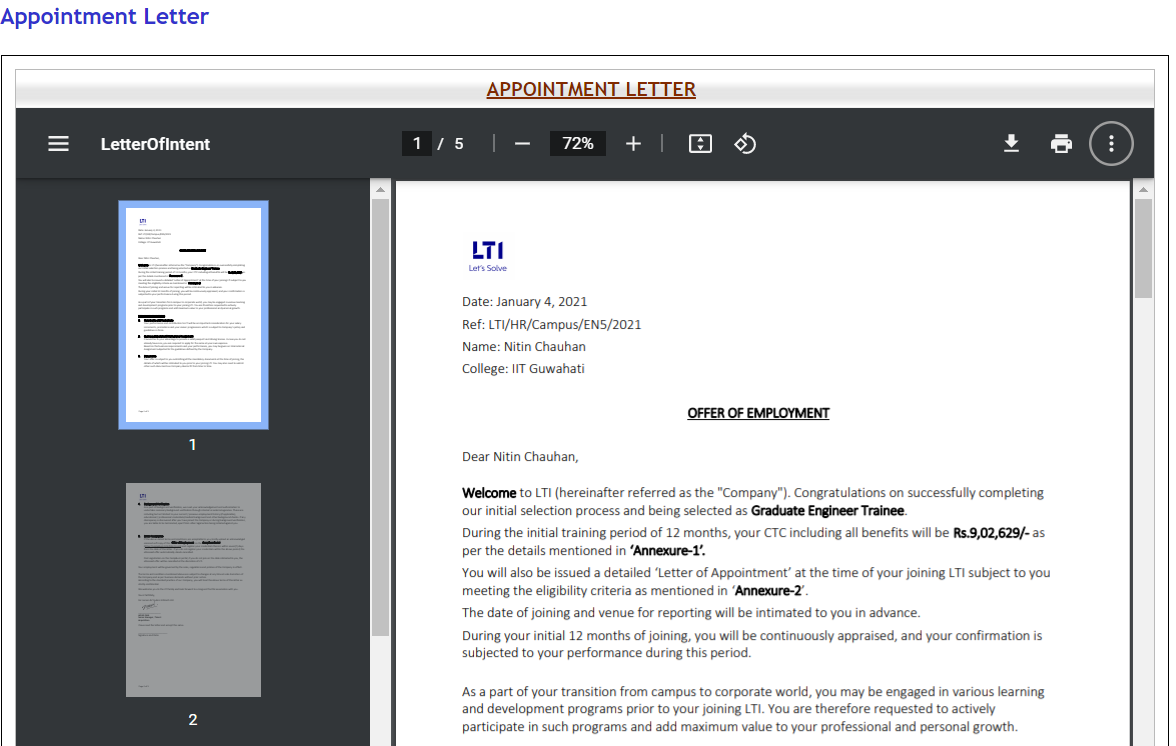 Appointment Letter
APPOINTMENT LETTER
LetterOfIntent
1 / 5
72%
1
2
LTI
Let's Solve
Date: January 4, 2021
Ref: LTI/HR/Campus/EN5/2021
Name: Nitin Chauhan
College: IIT Guwahati
OFFER OF EMPLOYMENT
Dear Nitin Chauhan,
Welcome to LTI (hereinafter referred as the "Company"). Congratulations on successfully completing
our initial selection process and being selected as Graduate Engineer Trainee.
During the initial training period of 12 months, your CTC including all benefits will be Rs.9,02,629/- as
per the details mentioned in ‘Annexure-1’.
You will also be issued a detailed ‘Letter of Appointment’ at the time of your joining LTI subject to you
meeting the eligibility criteria as mentioned in ‘Annexure-2’.
The date of joining and venue for reporting will be intimated to you in advance.
During your initial 12 months of joining, you will be continuously appraised, and your confirmation is
subjected to your performance during this period.
As a part of your transition from campus to corporate world, you may be engaged in various learning
and development programs prior to your joining LTI. You are therefore requested to actively
participate in such programs and add maximum value to your professional and personal growth.